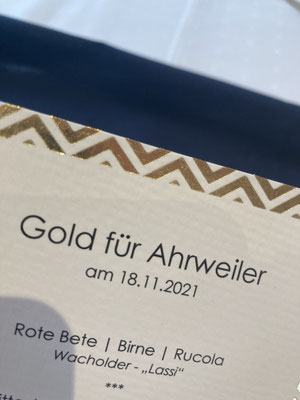 Gold für Ahrweiler
am 18.11.2021
Rote Bete | Birne | Rucola
Wacholder - „Lassi“
***